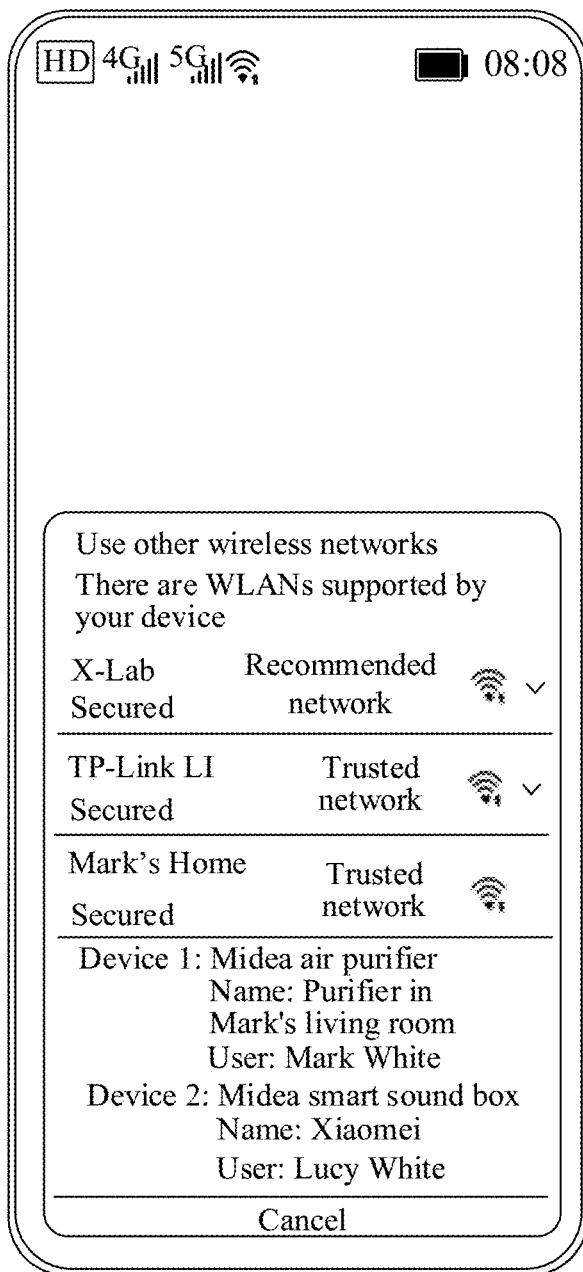 HD 4G 5G 08:08
Use other wireless networks
There are WLANs supported by
your device
X-Lab Recommended
Secured network
TP-Link LI Trusted
Secured network
Mark's Home Trusted
Secured network
Device 1: Midea air purifier
Name: Purifier in
Mark's living room
User: Mark White
Device 2: Midea smart sound box
Name: Xiaomei
User: Lucy White
Cancel